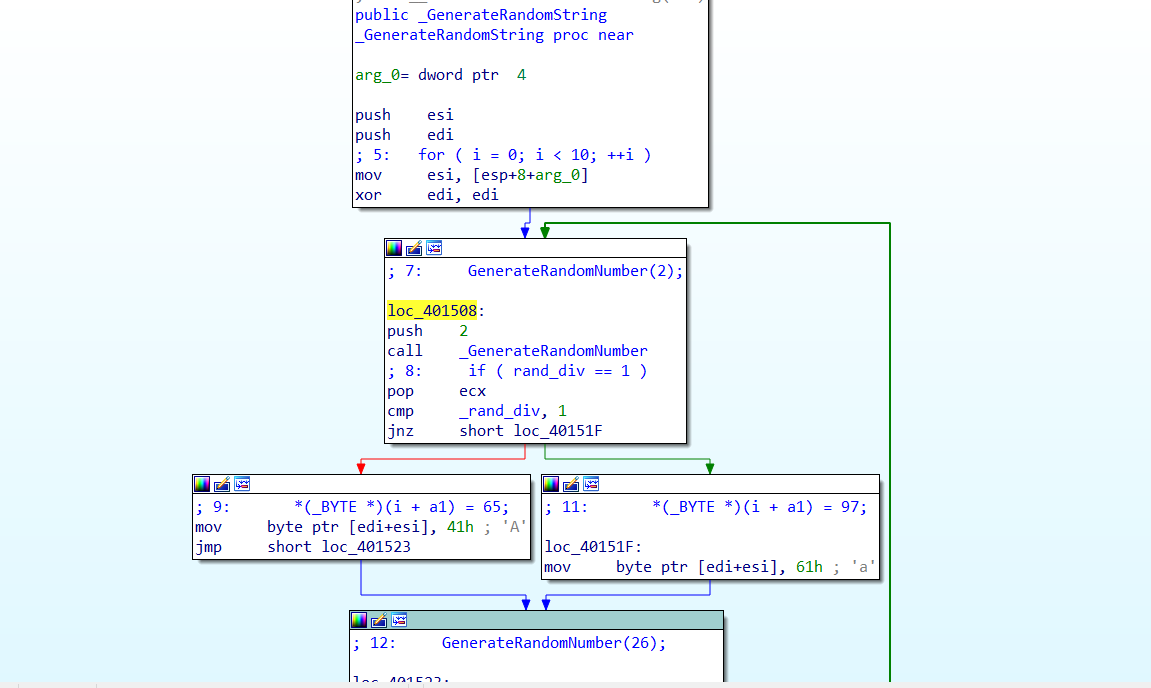 public _GenerateRandomString
_GenerateRandomString proc near
arg_0= dword ptr  4
push    esi
push    edi
; 5:   for ( i = 0; i < 10; ++i )
mov     esi, [esp+8+arg_0]
xor     edi, edi
; 7:     GenerateRandomNumber(2);
loc_401508:
push    2
call    _GenerateRandomNumber
; 8:     if ( rand_div == 1 )
pop     ecx
cmp     _rand_div, 1
jnz     short loc_40151F
; 9:       *(_BYTE *)(i + a1) = 65;
mov     byte ptr [edi+esi], 41h ; 'A'
jmp     short loc_401523
; 11:       *(_BYTE *)(i + a1) = 97;
loc_40151F:
mov     byte ptr [edi+esi], 61h ; 'a'
; 12:     GenerateRandomNumber(26);
loc_401523: